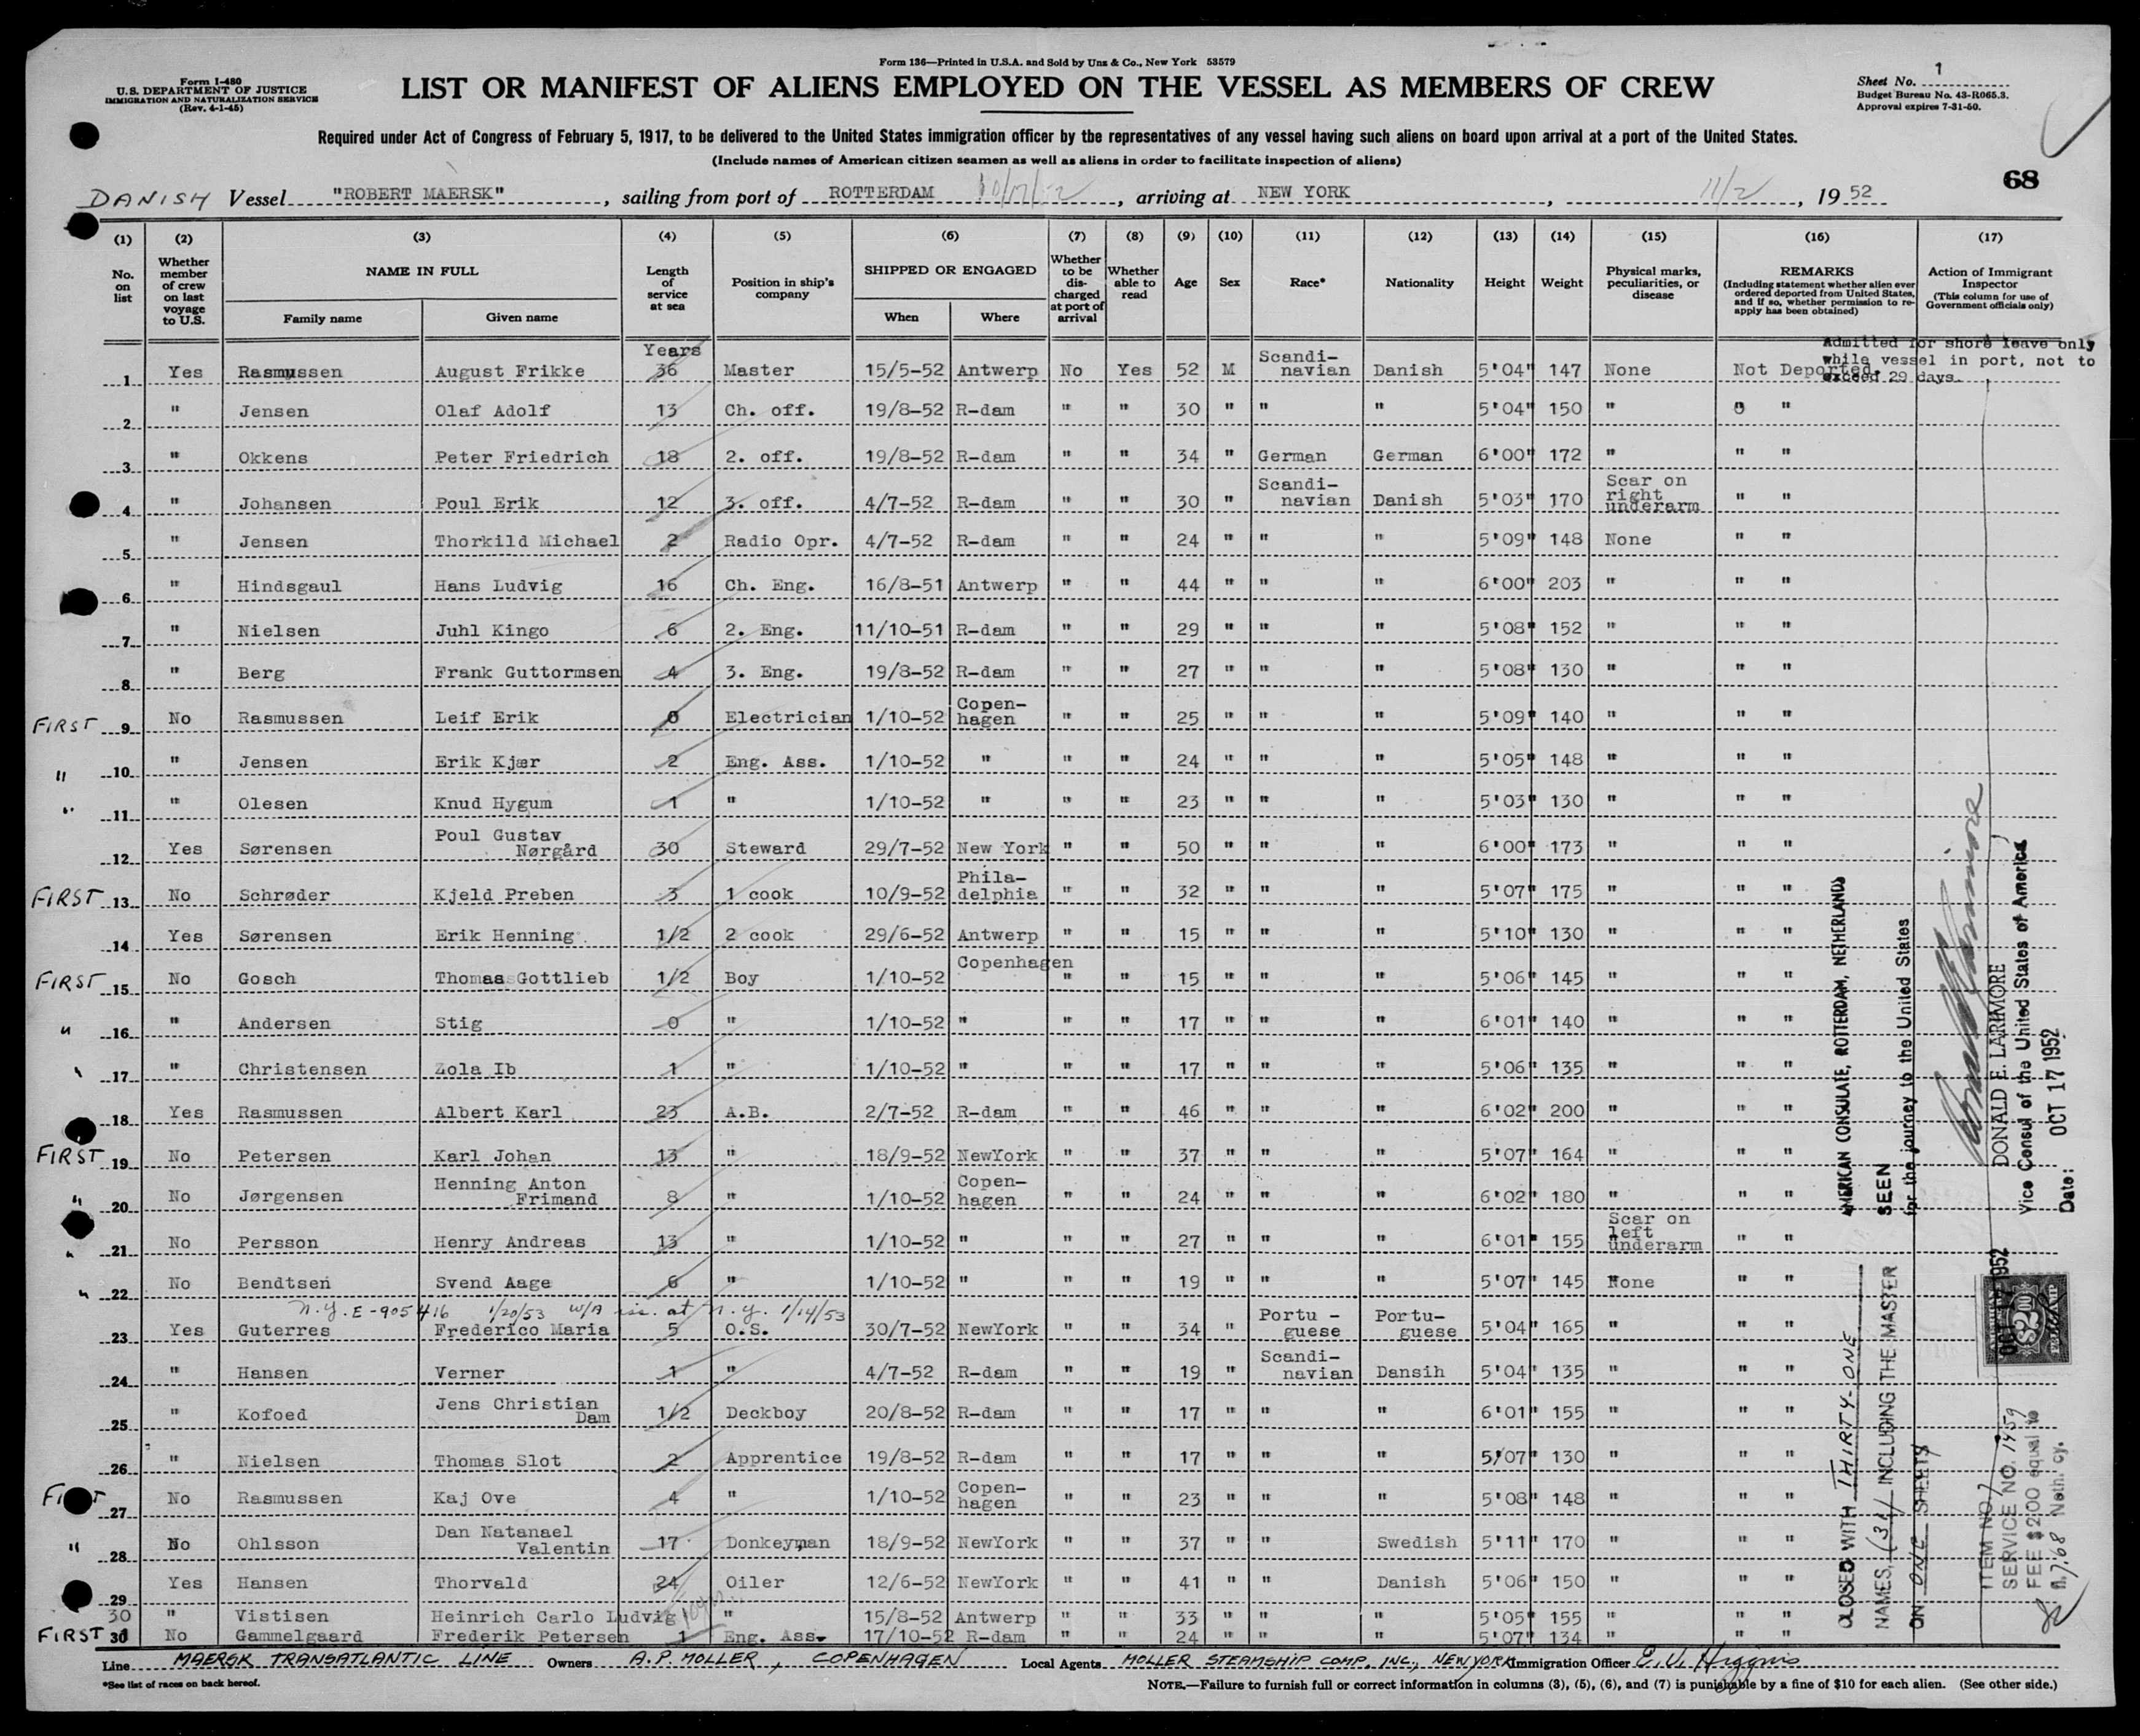 Form 136—Printed in U.S.A. and Sold by Unz & Co., New York 53579
Form I-480
U.S. DEPARTMENT OF JUSTICE
IMMIGRATION AND NATURALIZATION SERVICE
(Rev. 4-1-45)
LIST OR MANIFEST OF ALIENS EMPLOYED ON THE VESSEL AS MEMBERS OF CREW
Sheet No. 1
Budget Bureau No. 43-R065.3.
Approval expires 7-31-50.
Required under Act of Congress of February 5, 1917, to be delivered to the United States immigration officer by the representatives of any vessel having such aliens on board upon arrival at a port of the United States.
(Include names of American citizen seamen as well as aliens in order to facilitate inspection of aliens)
68
DANISH Vessel "ROBERT MAERSK", sailing from port of ROTTERDAM 10/17/52, arriving at NEW YORK, 11/2, 1952
(1) (2) (3) (4) (5) (6) (7) (8) (9) (10) (11) (12) (13) (14) (15) (16) (17)
No. on list
Whether member of crew on last voyage to U.S.
NAME IN FULL
Family name
Given name
Length of service at sea
Position in ship's company
SHIPPED OR ENGAGED
When
Where
Whether to be discharged at port of arrival
Whether able to read
Age
Sex
Race*
Nationality
Height
Weight
Physical marks, peculiarities, or disease
REMARKS
(Including statement whether alien ever ordered deported from United States, and if so, whether permission to reapply has been obtained)
Action of Immigrant Inspector
(This column for use of Government officials only)
Admitted for shore leave only
while vessel in port, not to
exceed 29 days.
Years
1 Yes Rasmussen August Frikke 36 Master 15/5-52 Antwerp No Yes 52 M Scandi-navian Danish 5'04" 147 None Not Deported.
2 " Jensen Olaf Adolf 13 Ch. off. 19/8-52 R-dam " " 30 " " " 5'04" 150 " " "
3 " Okkens Peter Friedrich 18 2. off. 19/8-52 R-dam " " 34 " German German 6'00" 172 " " "
4 " Johansen Poul Erik 12 3. off. 4/7-52 R-dam " " 30 " Scandi-navian Danish 5'03" 170 Scar on right underarm " "
5 " Jensen Thorkild Michael 2 Radio Opr. 4/7-52 R-dam " " 24 " " " 5'09" 148 None " "
6 " Hindsgaul Hans Ludvig 16 Ch. Eng. 16/8-51 Antwerp " " 44 " " " 6'00" 203 " " "
7 " Nielsen Juhl Kingo 6 2. Eng. 11/10-51 R-dam " " 29 " " " 5'08" 152 " " "
8 " Berg Frank Guttormsen 4 3. Eng. 19/8-52 R-dam " " 27 " " " 5'08" 130 " " "
FIRST 9 No Rasmussen Leif Erik 0 Electrician 1/10-52 Copen-hagen " " 25 " " " 5'09" 140 " " "
" 10 " Jensen Erik Kjær 2 Eng. Ass. 1/10-52 " " " 24 " " " 5'05" 148 " " "
" 11 " Olesen Knud Hygum 1 " 1/10-52 " " " 23 " " " 5'03" 130 " " "
12 Yes Sørensen Poul Gustav Nørgård 30 Steward 29/7-52 New York " " 50 " " " 6'00" 173 " " "
FIRST 13 No Schrøder Kjeld Preben 3 1 cook 10/9-52 Phila-delphia " " 32 " " " 5'07" 175 " " "
14 Yes Sørensen Erik Henning 1/2 2 cook 29/6-52 Antwerp " " 15 " " " 5'10" 130 " " "
FIRST 15 No Gosch Thomas Gottlieb 1/2 Boy 1/10-52 Copenhagen " " 15 " " " 5'06" 145 " " "
" 16 " Andersen Stig 0 " 1/10-52 " " " 17 " " " 6'01" 140 " " "
" 17 " Christensen Zola Ib 1 " 1/10-52 " " " 17 " " " 5'06" 135 " " "
18 Yes Rasmussen Albert Karl 23 A.B. 2/7-52 R-dam " " 46 " " " 6'02" 200 " " "
FIRST 19 No Petersen Karl Johan 13 " 18/9-52 NewYork " " 37 " " " 5'07" 164 " " "
" 20 No Jørgensen Henning Anton Frimand 8 " 1/10-52 Copen-hagen " " 24 " " " 6'02" 180 " " "
" 21 No Persson Henry Andreas 13 " 1/10-52 " " " 27 " " " 6'01" 155 Scar on left underarm " "
" 22 No Bendtsen Svend Aage 6 " 1/10-52 " " " 19 " " " 5'07" 145 None " "
N.Y. E-905416 1/20/53 W/A iss. at N.Y. 1/14/53
23 Yes Guterres Frederico Maria 5 O.S. 30/7-52 NewYork " " 34 " Portu-guese Portu-guese 5'04" 165 " " "
24 " Hansen Verner 1 " 4/7-52 R-dam " " 19 " Scandi-navian Dansih 5'04" 135 " " "
25 " Kofoed Jens Christian Dam 1/2 Deckboy 20/8-52 R-dam " " 17 " " " 6'01" 155 " " "
26 " Nielsen Thomas Slot 2 Apprentice 19/8-52 R-dam " " 17 " " " 5'07" 130 " " "
FIRST 27 No Rasmussen Kaj Ove 4 " 1/10-52 Copen-hagen " " 23 " " " 5'08" 148 " " "
" 28 No Ohlsson Dan Natanael Valentin 17 Donkeyman 18/9-52 NewYork " " 37 " " Swedish 5'11" 170 " " "
29 Yes Hansen Thorvald 24 Oiler 12/6-52 NewYork " " 41 " " Danish 5'06" 150 " " "
30 " Vistisen Heinrich Carlo Ludvig " 15/8-52 Antwerp " " 33 " " " 5'05" 155 " " "
FIRST 31 No Gammelgaard Frederik Petersen 1 Eng. Ass. 17/10-52 R-dam " " 24 " " " 5'07" 134 " " "
AMERICAN CONSULATE, ROTTERDAM, NETHERLANDS
SEEN
for the journey to the United States
DONALD E. LARIMORE
Vice Consul of the United States of America
Date: OCT 17 1952
CLOSED WITH THIRTY-ONE
NAMES, (31) INCLUDING THE MASTER
ON ONE SHEETS
OCT 17 1952
$2.00
ITEM NO. 7
SERVICE NO. 1459
FEE $2.00 equal to
fl. 7,68 Neth. cy.
Line MAERSK TRANSATLANTIC LINE Owners A.P. MOLLER, COPENHAGEN Local Agents MOLLER STEAMSHIP COMP. INC., NEWYORK Immigration Officer E.V. Higgins
*See list of races on back hereof.
NOTE.—Failure to furnish full or correct information in columns (3), (5), (6), and (7) is punishable by a fine of $10 for each alien. (See other side.)